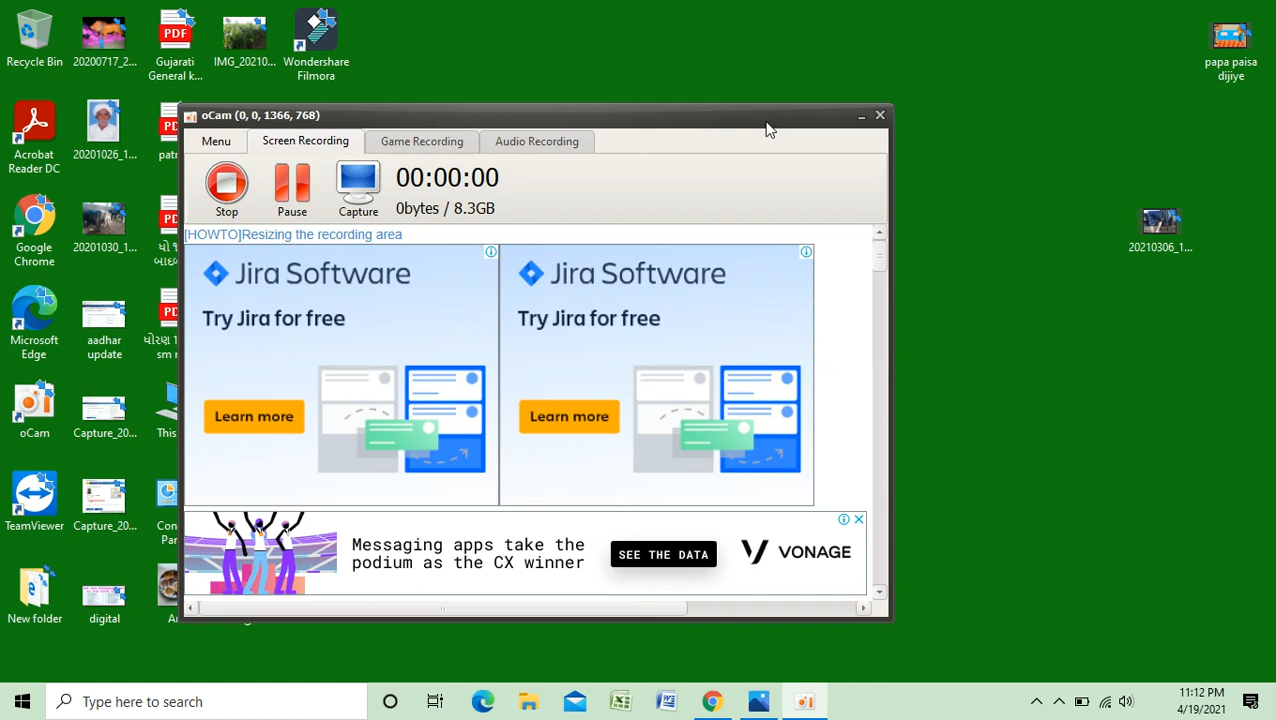 Recycle Bin
20200717_2...
PDF
Gujarati
General k...
IMG_20210...
Wondershare
Filmora
papa paisa
dijiye
oCam (0, 0, 1366, 768)
Menu
Screen Recording
Game Recording
Audio Recording
Stop
Pause
Capture
00:00:00
0bytes / 8.3GB
[HOWTO]Resizing the recording area
Jira Software
Try Jira for free
Learn more
Jira Software
Try Jira for free
Learn more
Messaging apps take the
podium as the CX winner
SEE THE DATA
VONAGE
Acrobat
Reader DC
20201026_1...
Google
Chrome
20201030_1...
20210306_1...
Microsoft
Edge
aadhar
update
oCam
Capture_20...
This
TeamViewer
Capture_20...
New folder
digital
Type here to search
11:12 PM
4/19/2021